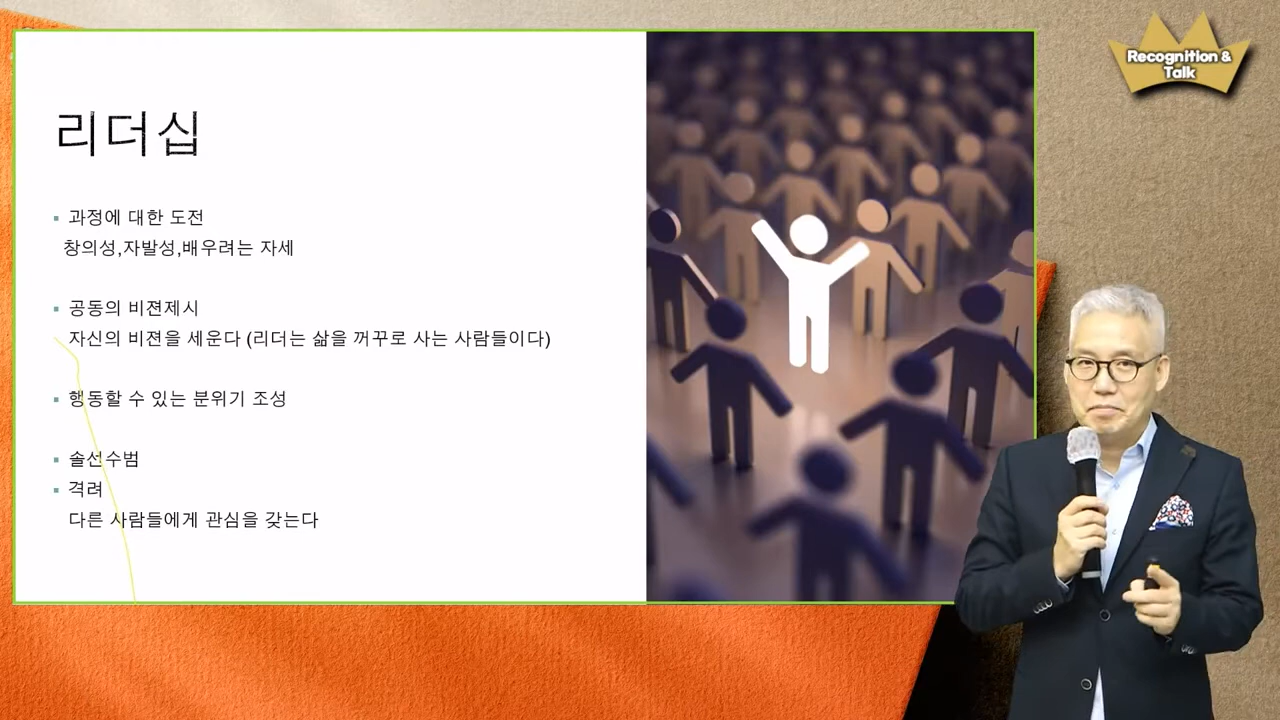 리더십
▪ 과정에 대한 도전
창의성,자발성,배우려는 자세
▪ 공동의 비젼제시
자신의 비젼을 세운다 (리더는 삶을 꺼꾸로 사는 사람들이다)
▪ 행동할 수 있는 분위기 조성
▪ 솔선수범
▪ 격려
다른 사람들에게 관심을 갖는다
Recognition &
Talk